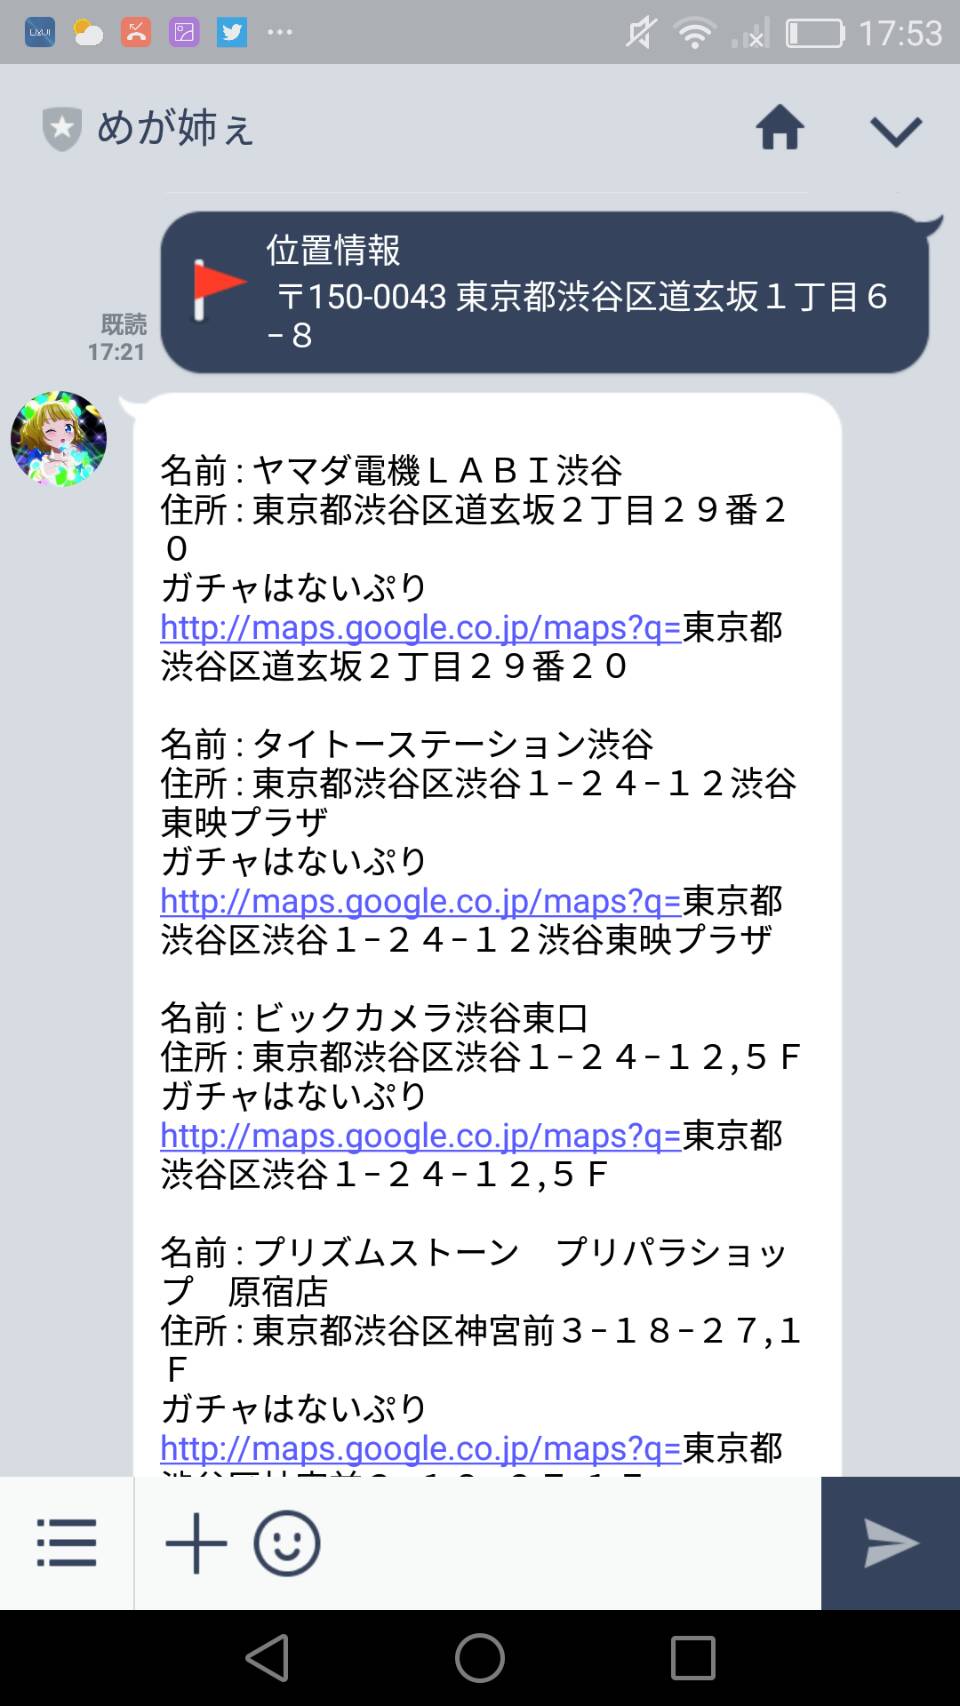 17:53
めが姉ぇ
位置情報
〒150-0043 東京都渋谷区道玄坂１丁目６
−８
既読
17:21
名前 : ヤマダ電機ＬＡＢＩ渋谷
住所 : 東京都渋谷区道玄坂２丁目２９番２
０
ガチャはないぷり
http://maps.google.co.jp/maps?q=東京都
渋谷区道玄坂２丁目２９番２０
名前 : タイトーステーション渋谷
住所 : 東京都渋谷区渋谷１−２４−１２渋谷
東映プラザ
ガチャはないぷり
http://maps.google.co.jp/maps?q=東京都
渋谷区渋谷１−２４−１２渋谷東映プラザ
名前 : ビックカメラ渋谷東口
住所 : 東京都渋谷区渋谷１−２４−１２,５Ｆ
ガチャはないぷり
http://maps.google.co.jp/maps?q=東京都
渋谷区渋谷１−２４−１２,５Ｆ
名前 : プリズムストーン　プリパラショッ
プ　原宿店
住所 : 東京都渋谷区神宮前３−１８−２７,１
Ｆ
ガチャはないぷり
http://maps.google.co.jp/maps?q=東京都